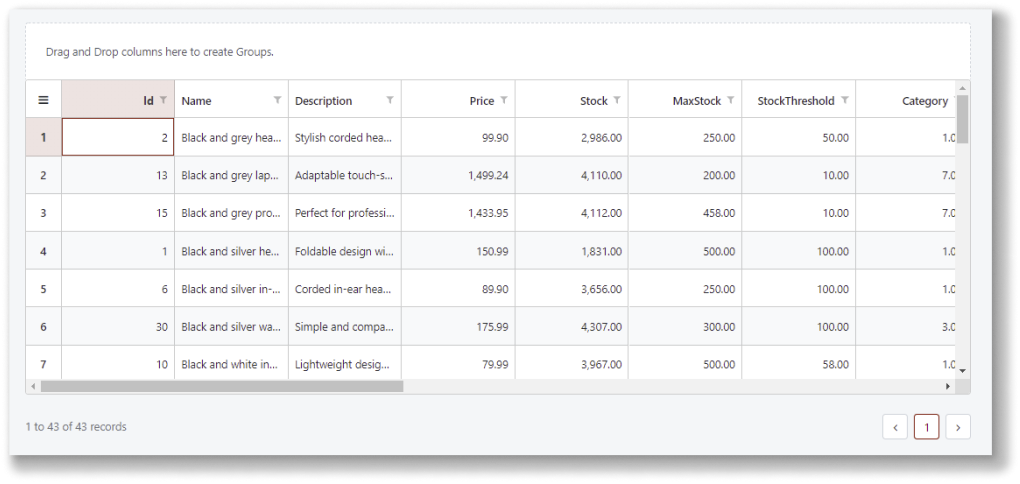 Drag and Drop columns here to create Groups.
Id Name Description Price Stock MaxStock StockThreshold Category
1 2 Black and grey hea... Stylish corded hea... 99.90 2,986.00 250.00 50.00 1.0
2 13 Black and grey lap... Adaptable touch-s... 1,499.24 4,110.00 200.00 10.00 7.0
3 15 Black and grey pro... Perfect for professi... 1,433.95 4,112.00 458.00 10.00 7.0
4 1 Black and silver he... Foldable design wi... 150.99 1,831.00 500.00 100.00 1.0
5 6 Black and silver in-... Corded in-ear hea... 89.90 3,656.00 250.00 100.00 1.0
6 30 Black and silver wa... Simple and compa... 175.99 4,307.00 300.00 100.00 3.0
7 10 Black and white in... Lightweight desig... 79.99 3,967.00 500.00 58.00 1.0
1 to 43 of 43 records
1